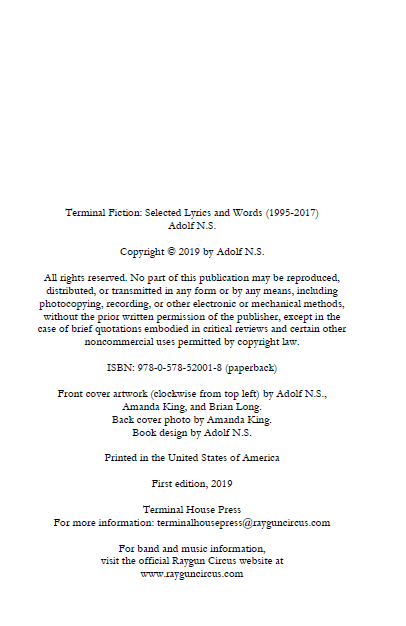 Terminal Fiction: Selected Lyrics and Words (1995-2017)
Adolf N.S.
Copyright © 2019 by Adolf N.S.
All rights reserved. No part of this publication may be reproduced,
distributed, or transmitted in any form or by any means, including
photocopying, recording, or other electronic or mechanical methods,
without the prior written permission of the publisher, except in the
case of brief quotations embodied in critical reviews and certain other
noncommercial uses permitted by copyright law.
ISBN: 978-0-578-52001-8 (paperback)
Front cover artwork (clockwise from top left) by Adolf N.S.,
Amanda King, and Brian Long.
Back cover photo by Amanda King.
Book design by Adolf N.S.
Printed in the United States of America
First edition, 2019
Terminal House Press
For more information: terminalhousepress@rayguncircus.com
For band and music information,
visit the official Raygun Circus website at
www.rayguncircus.com